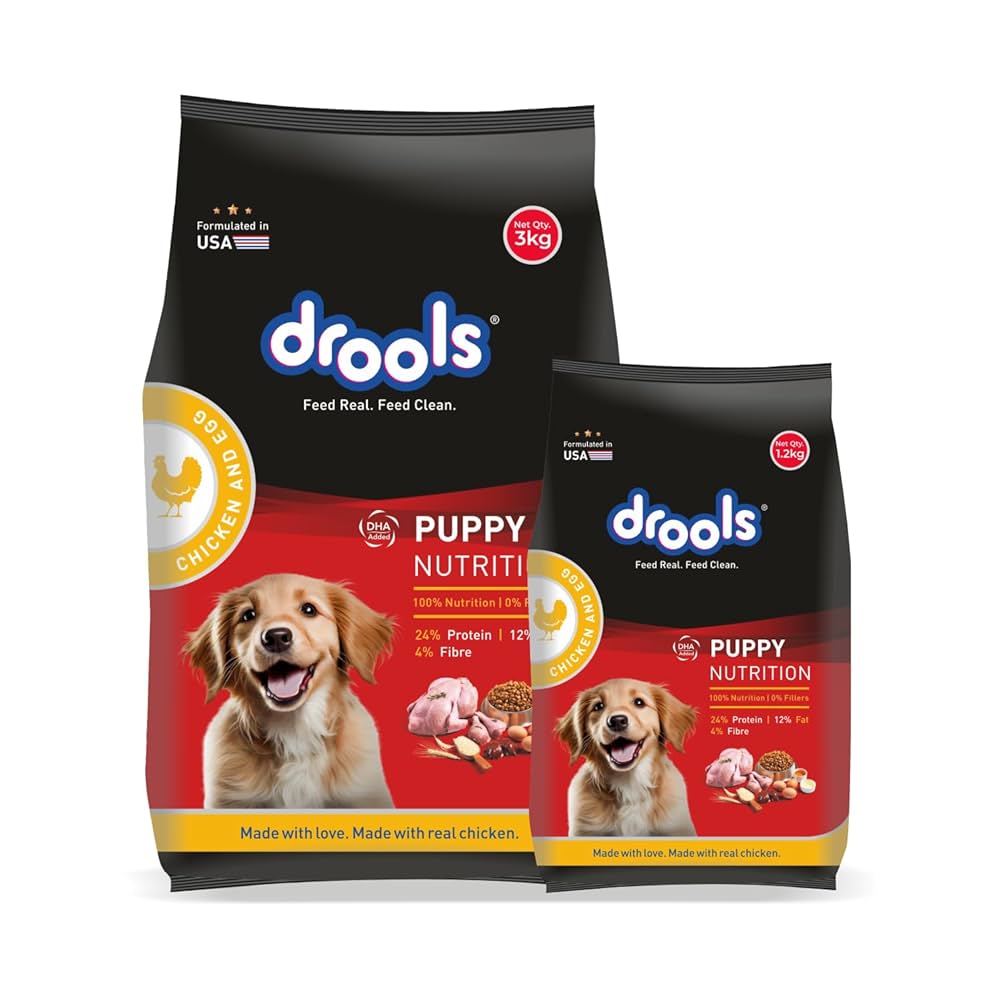 Formulated in
USA
Net Qty.
3kg
drools®
Feed Real. Feed Clean.
CHICKEN AND EGG
DHA
Added
PUPPY
NUTRITI
100% Nutrition | 0% F
24% Protein | 12%
4% Fibre
Made with love. Made with real chicken.
Formulated in
USA
Net Qty.
1.2kg
drools®
Feed Real. Feed Clean.
CHICKEN AND EGG
DHA
Added
PUPPY
NUTRITION
100% Nutrition | 0% Fillers
24% Protein | 12% Fat
4% Fibre
Made with love. Made with real chicken.